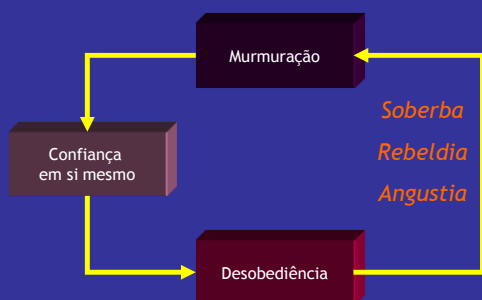 Murmuração
Soberba
Rebeldia
Angustia
Confiança
em si mesmo
Desobediência